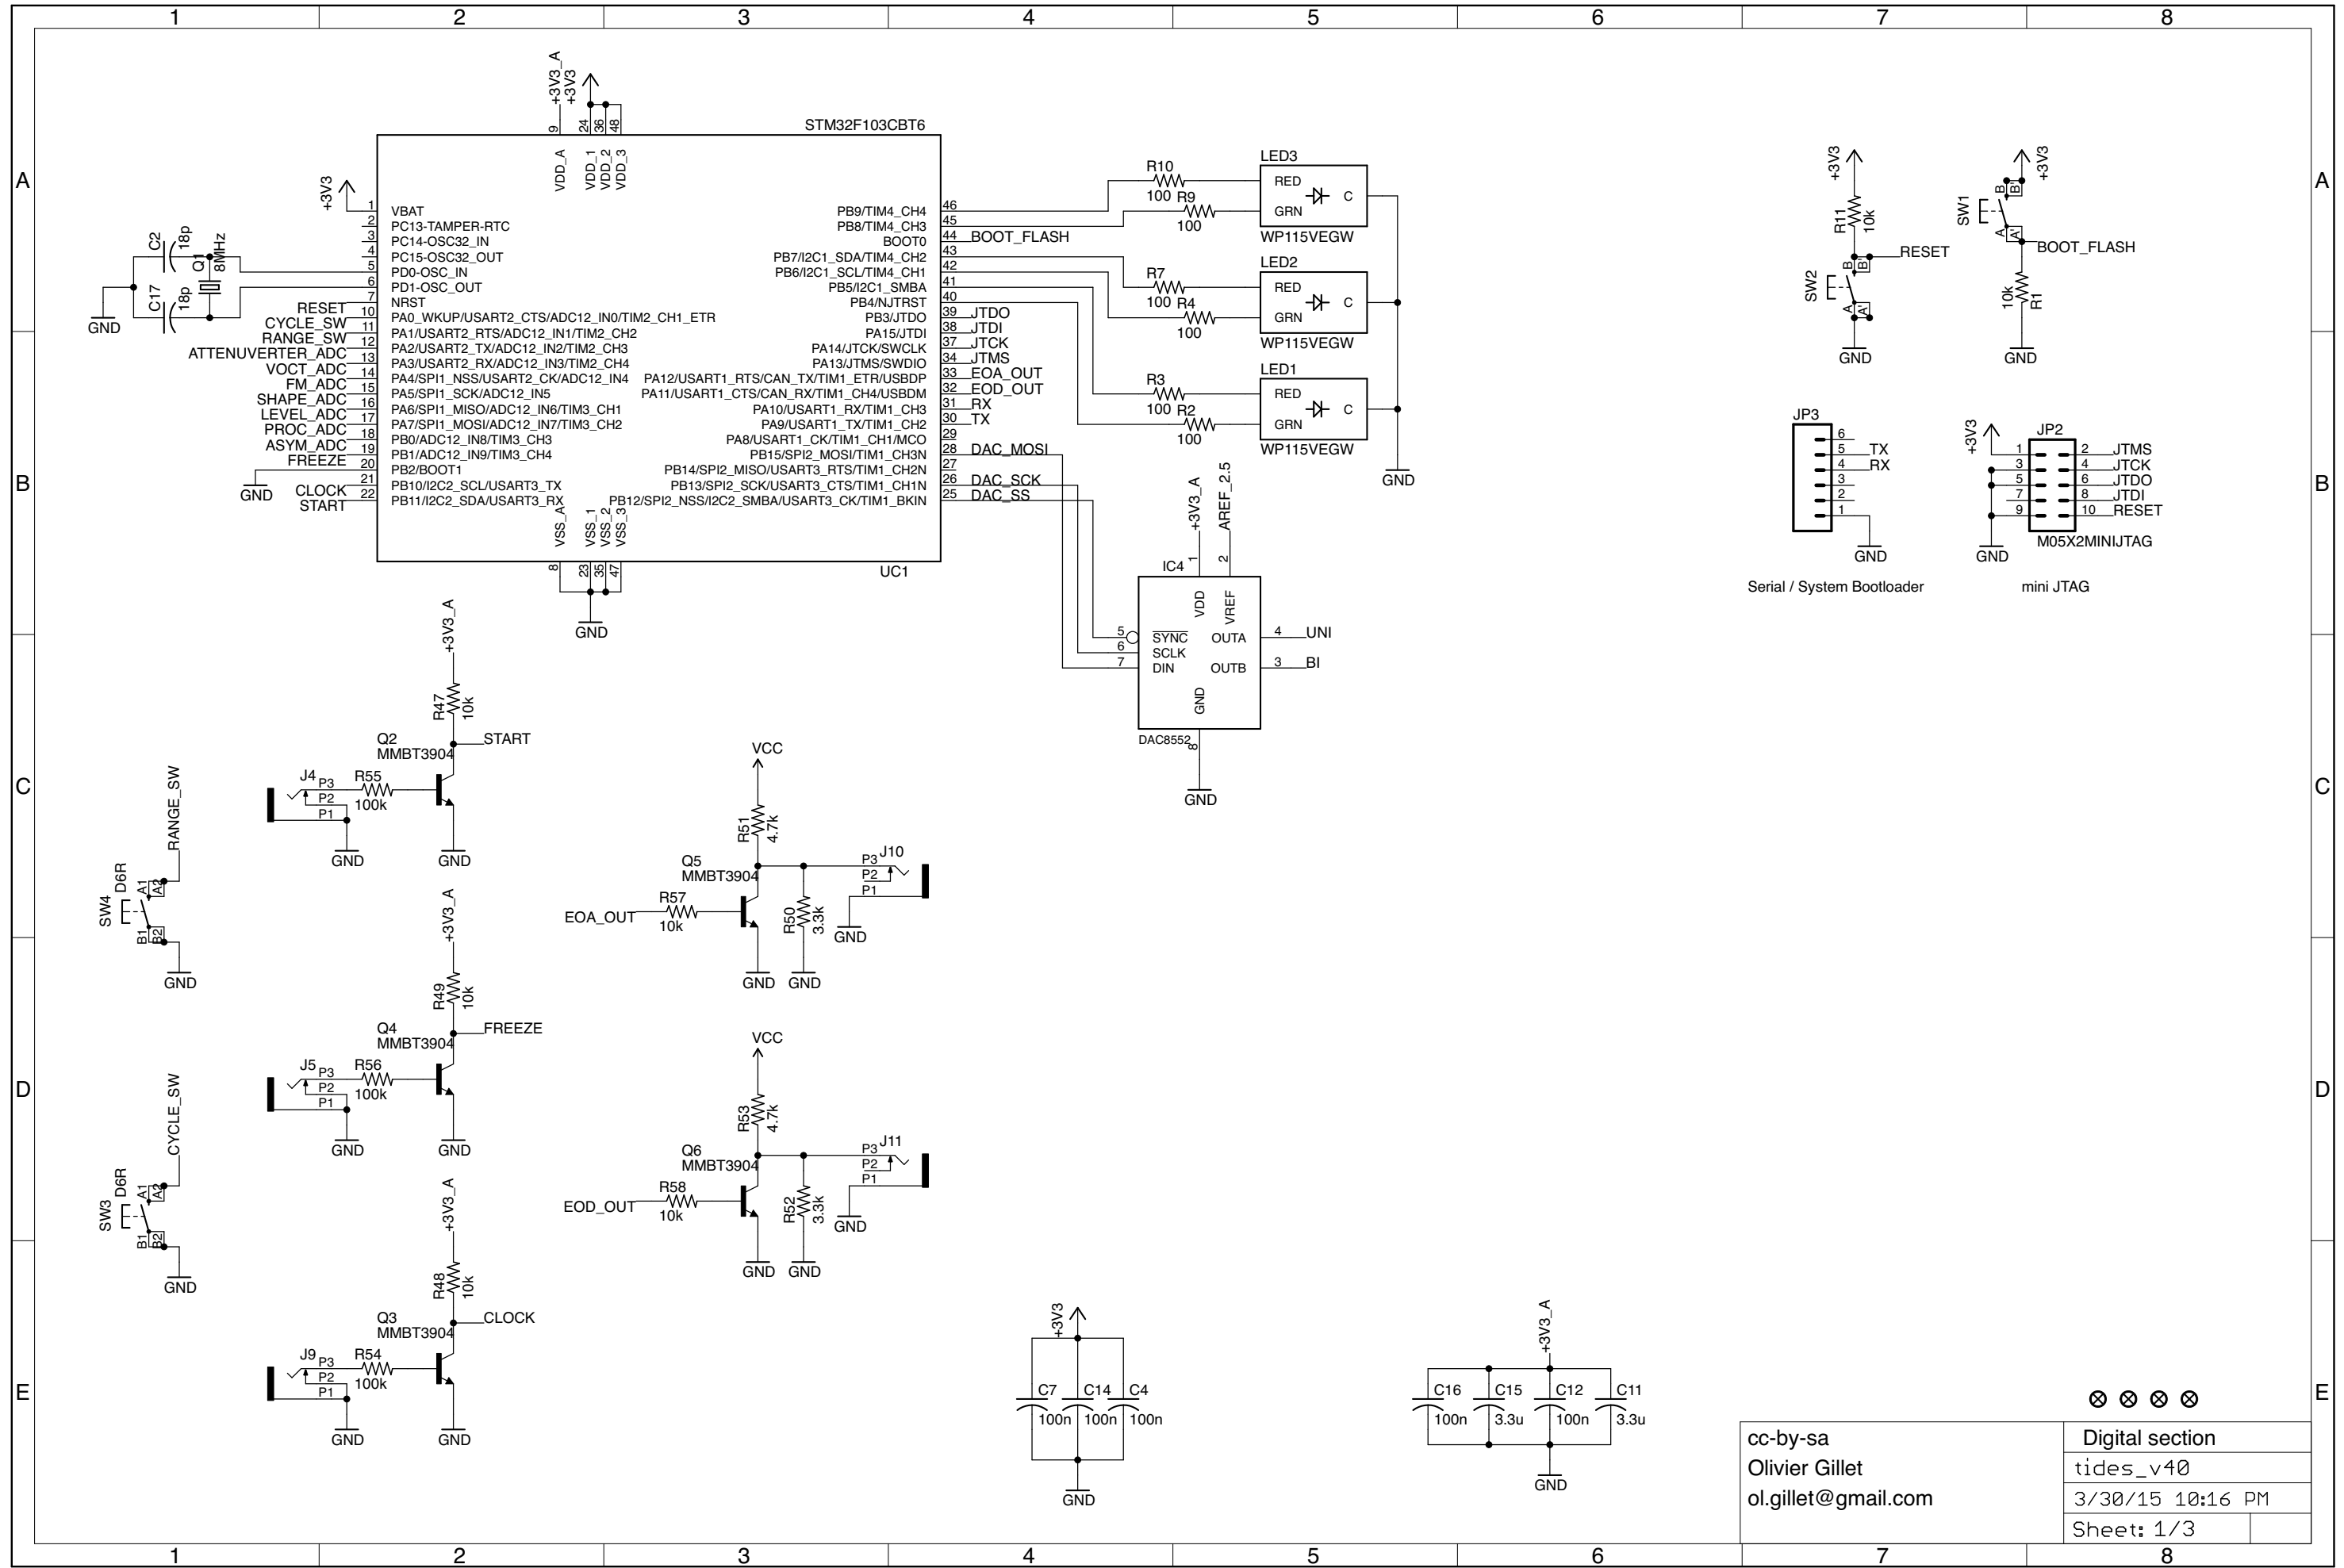 1 2 3 4 5 6 7 8
A
B
C
D
E
+3V3_A
+3V3
9 24 36 48
VDD_A VDD_1 VDD_2 VDD_3
STM32F103CBT6
+3V3
1 VBAT
2 PC13-TAMPER-RTC
3 PC14-OSC32_IN
4 PC15-OSC32_OUT
5 PD0-OSC_IN
6 PD1-OSC_OUT
RESET 7 NRST
CYCLE_SW 10 PA0_WKUP/USART2_CTS/ADC12_IN0/TIM2_CH1_ETR
RANGE_SW 11 PA1/USART2_RTS/ADC12_IN1/TIM2_CH2
ATTENUVERTER_ADC 12 PA2/USART2_TX/ADC12_IN2/TIM2_CH3
VOCT_ADC 13 PA3/USART2_RX/ADC12_IN3/TIM2_CH4
FM_ADC 14 PA4/SPI1_NSS/USART2_CK/ADC12_IN4
SHAPE_ADC 15 PA5/SPI1_SCK/ADC12_IN5
LEVEL_ADC 16 PA6/SPI1_MISO/ADC12_IN6/TIM3_CH1
PROC_ADC 17 PA7/SPI1_MOSI/ADC12_IN7/TIM3_CH2
ASYM_ADC 18 PB0/ADC12_IN8/TIM3_CH3
FREEZE 19 PB1/ADC12_IN9/TIM3_CH4
GND 20 PB2/BOOT1
CLOCK 21 PB10/I2C2_SCL/USART3_TX
START 22 PB11/I2C2_SDA/USART3_RX
PB9/TIM4_CH4 46
PB8/TIM4_CH3 45
BOOT0 44 BOOT_FLASH
PB7/I2C1_SDA/TIM4_CH2 43
PB6/I2C1_SCL/TIM4_CH1 42
PB5/I2C1_SMBA 41
PB4/NJTRST 40
PB3/JTDO 39 JTDO
PA15/JTDI 38 JTDI
PA14/JTCK/SWCLK 37 JTCK
PA13/JTMS/SWDIO 34 JTMS
PA12/USART1_RTS/CAN_TX/TIM1_ETR/USBDP 33 EOA_OUT
PA11/USART1_CTS/CAN_RX/TIM1_CH4/USBDM 32 EOD_OUT
PA10/USART1_RX/TIM1_CH3 31 RX
PA9/USART1_TX/TIM1_CH2 30 TX
PA8/USART1_CK/TIM1_CH1/MCO 29
PB15/SPI2_MOSI/TIM1_CH3N 28 DAC_MOSI
PB14/SPI2_MISO/USART3_RTS/TIM1_CH2N 27
PB13/SPI2_SCK/USART3_CTS/TIM1_CH1N 26 DAC_SCK
PB12/SPI2_NSS/I2C2_SMBA/USART3_CK/TIM1_BKIN 25 DAC_SS
VSS_A VSS_1 VSS_2 VSS_3
8 23 35 47
UC1
GND
C2 18p
Q1 8MHz
C17 18p
GND
R10 100
R9 100
LED3
RED
GRN
C
WP115VEGW
R7 100
R4 100
LED2
RED
GRN
C
WP115VEGW
R3 100
R2 100
LED1
RED
GRN
C
WP115VEGW
GND
+3V3_A AREF_2.5
IC4 1 2
VDD VREF
5 SYNC OUTA 4 UNI
6 SCLK
7 DIN OUTB 3 BI
GND
DAC8552 8
GND
+3V3
R11 10k
RESET
SW2
B B'
A A'
GND
+3V3
SW1
B B'
A A'
BOOT_FLASH
10k R1
GND
JP3
6
5 TX
4 RX
3
2
1
GND
Serial / System Bootloader
+3V3
JP2
1 2 JTMS
3 4 JTCK
5 6 JTDO
7 8 JTDI
9 10 RESET
GND
M05X2MINIJTAG
mini JTAG
+3V3_A
R47 10k
START
Q2
MMBT3904
J4 P3 P2 P1
R55 100k
GND GND
+3V3_A
R49 10k
FREEZE
Q4
MMBT3904
J5 P3 P2 P1
R56 100k
GND GND
+3V3_A
R48 10k
CLOCK
Q3
MMBT3904
J9 P3 P2 P1
R54 100k
GND GND
RANGE_SW
D6R
SW4
A1 A2
B1 B2
GND
CYCLE_SW
D6R
SW3
A1 A2
B1 B2
GND
VCC
R51 4.7k
Q5
MMBT3904
EOA_OUT R57 10k
R50 3.3k
P3 P2 P1 J10
GND GND GND
VCC
R53 4.7k
Q6
MMBT3904
EOD_OUT R58 10k
R52 3.3k
P3 P2 P1 J11
GND GND GND
+3V3
C7 C14 C4
100n 100n 100n
GND
+3V3_A
C16 C15 C12 C11
100n 3.3u 100n 3.3u
GND
cc-by-sa
Olivier Gillet
ol.gillet@gmail.com
Digital section
tides_v40
3/30/15 10:16 PM
Sheet: 1/3
A
B
C
D
E
1 2 3 4 5 6 7 8